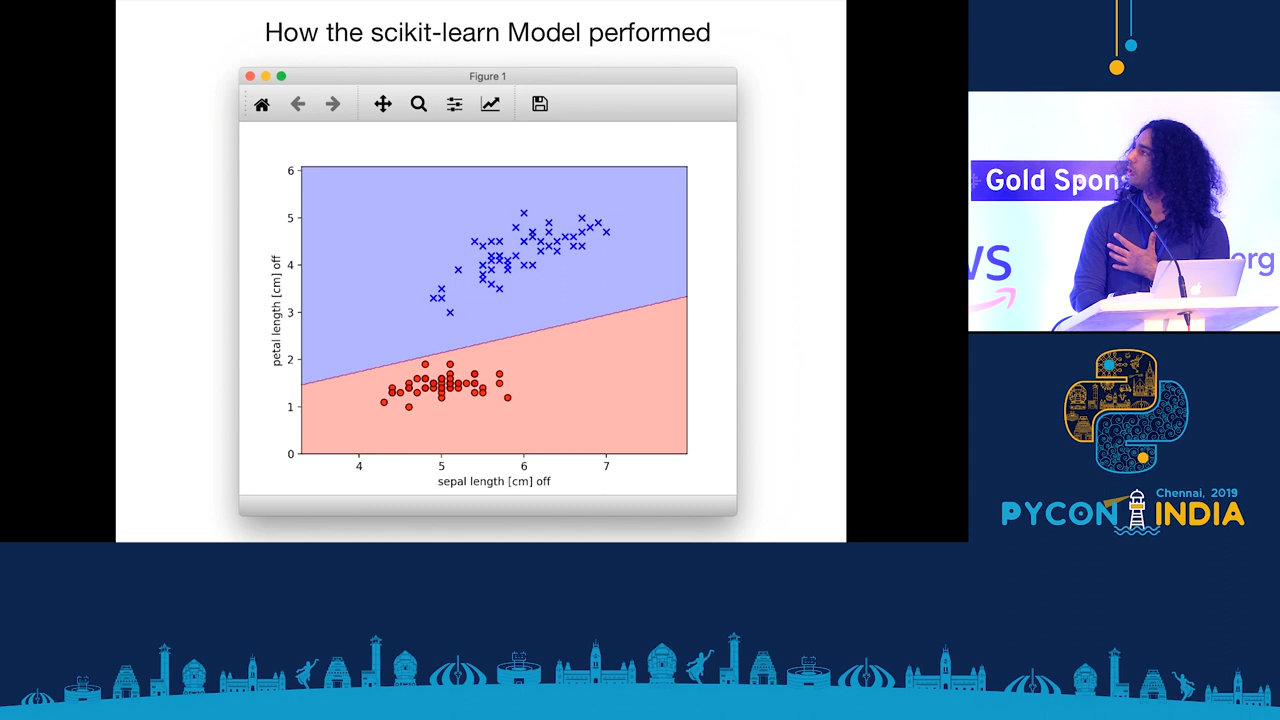 How the scikit-learn Model performed
Figure 1
6
5
4
3
2
1
0
petal length [cm] off
4 5 6 7
sepal length [cm] off
Gold Spons
WS
org
Chennai, 2019
PYCON INDIA